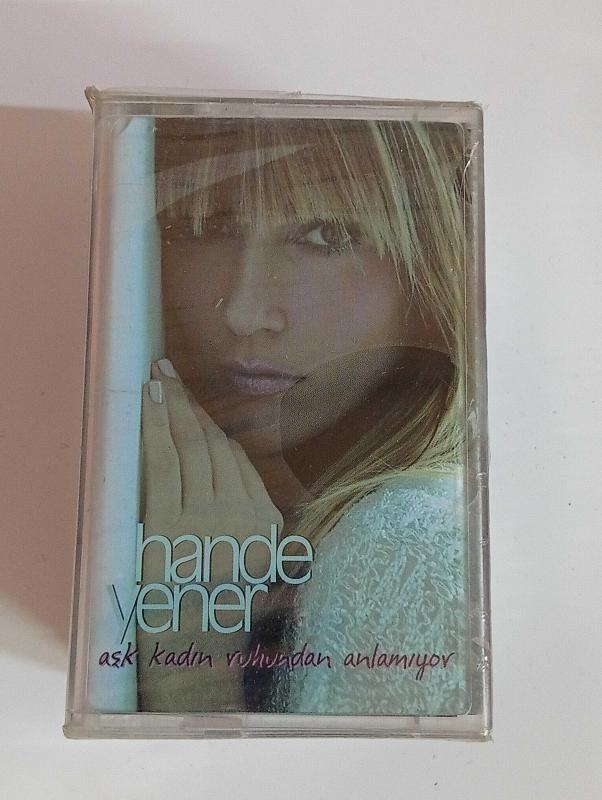 hande
yener
aşk kadın ruhundan anlamıyor